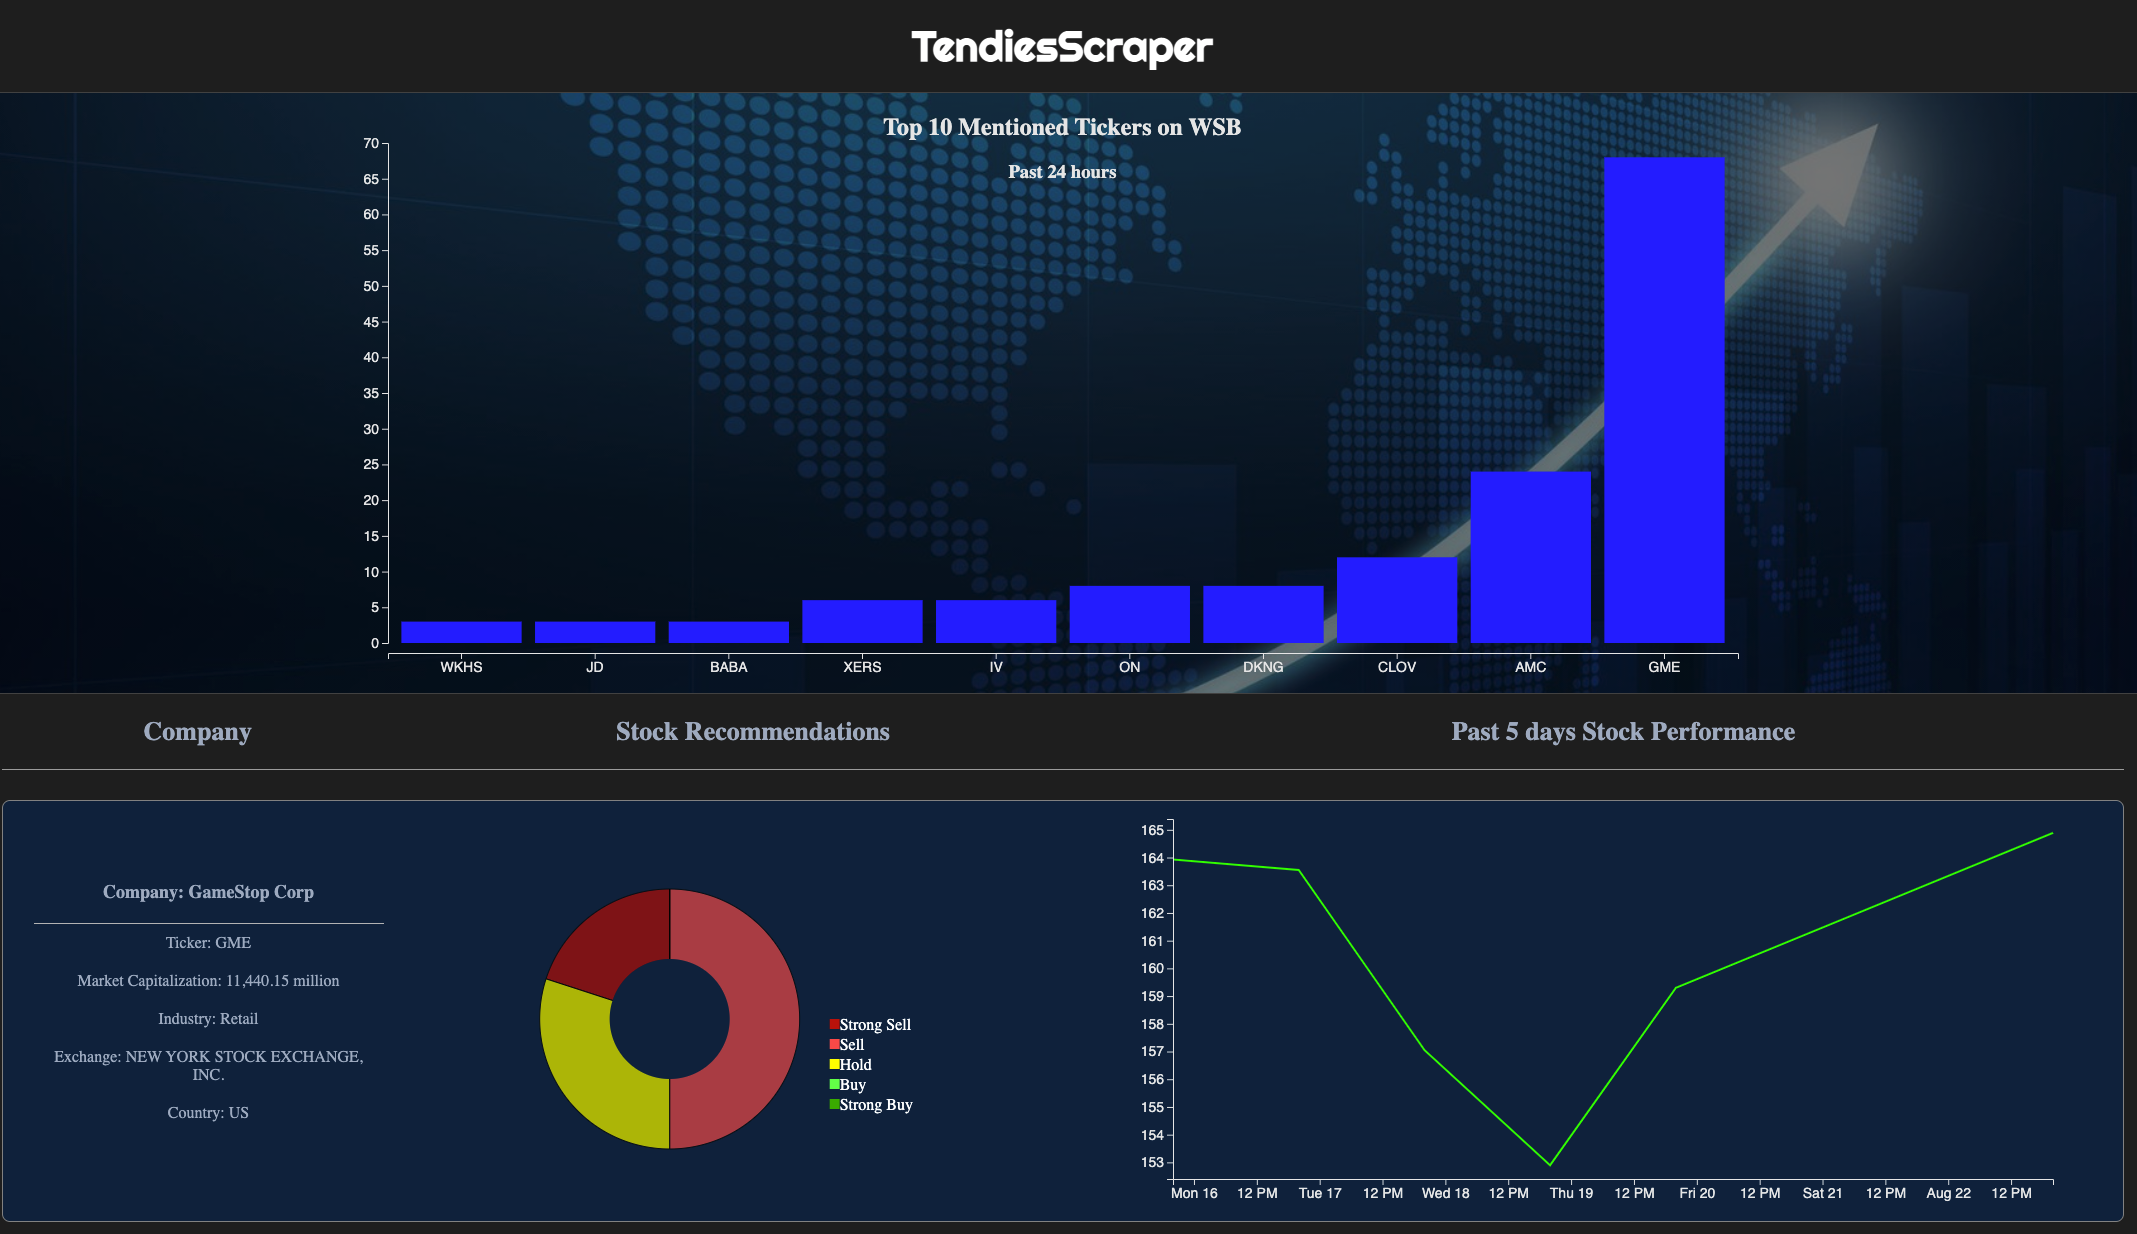 TendiesScraper
Top 10 Mentioned Tickers on WSB
Past 24 hours
70
65
60
55
50
45
40
35
30
25
20
15
10
5
0
WKHS JD BABA XERS IV ON DKNG CLOV AMC GME
Company Stock Recommendations Past 5 days Stock Performance
Company: GameStop Corp
Ticker: GME
Market Capitalization: 11,440.15 million
Industry: Retail
Exchange: NEW YORK STOCK EXCHANGE,
INC.
Country: US
Strong Sell
Sell
Hold
Buy
Strong Buy
165
164
163
162
161
160
159
158
157
156
155
154
153
Mon 16 12 PM Tue 17 12 PM Wed 18 12 PM Thu 19 12 PM Fri 20 12 PM Sat 21 12 PM Aug 22 12 PM